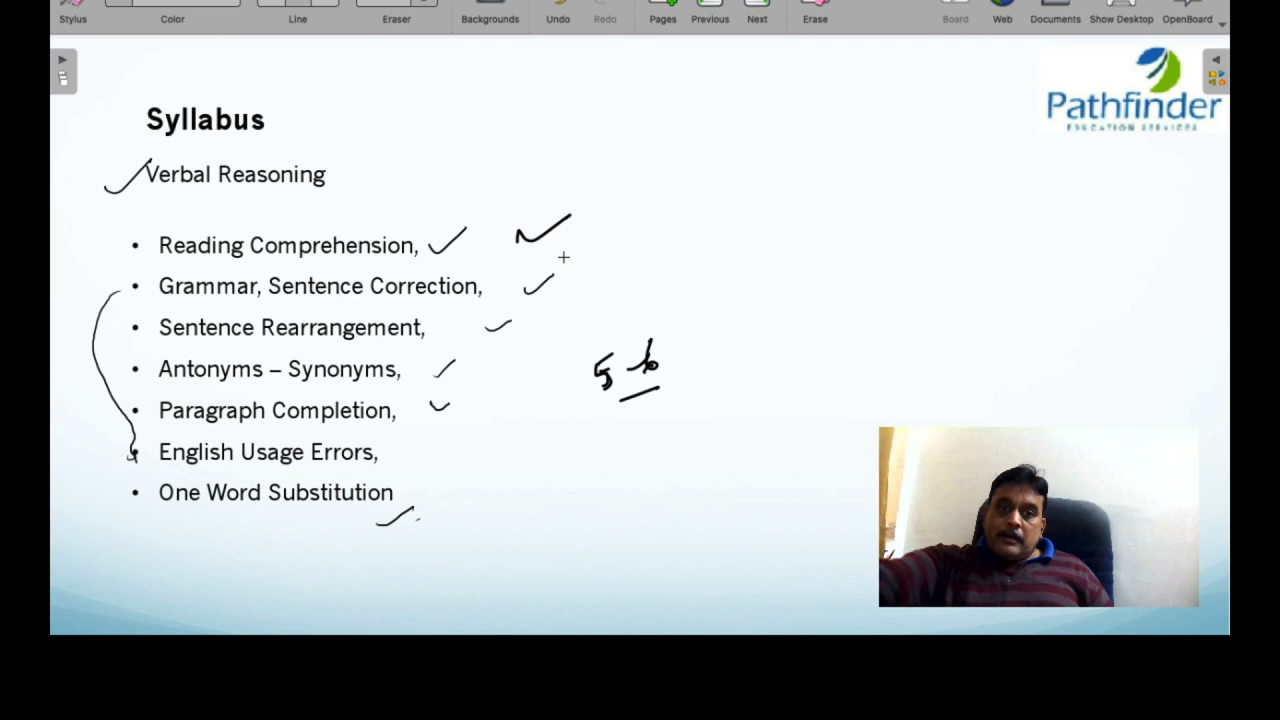 Stylus Color Line Eraser Backgrounds Undo Redo Pages Previous Next Erase Board Web Documents Show Desktop OpenBoard
Pathfinder
EDUCATION SERVICES
Syllabus
Verbal Reasoning
• Reading Comprehension,
• Grammar, Sentence Correction,
• Sentence Rearrangement,
• Antonyms – Synonyms,
• Paragraph Completion,
• English Usage Errors,
• One Word Substitution